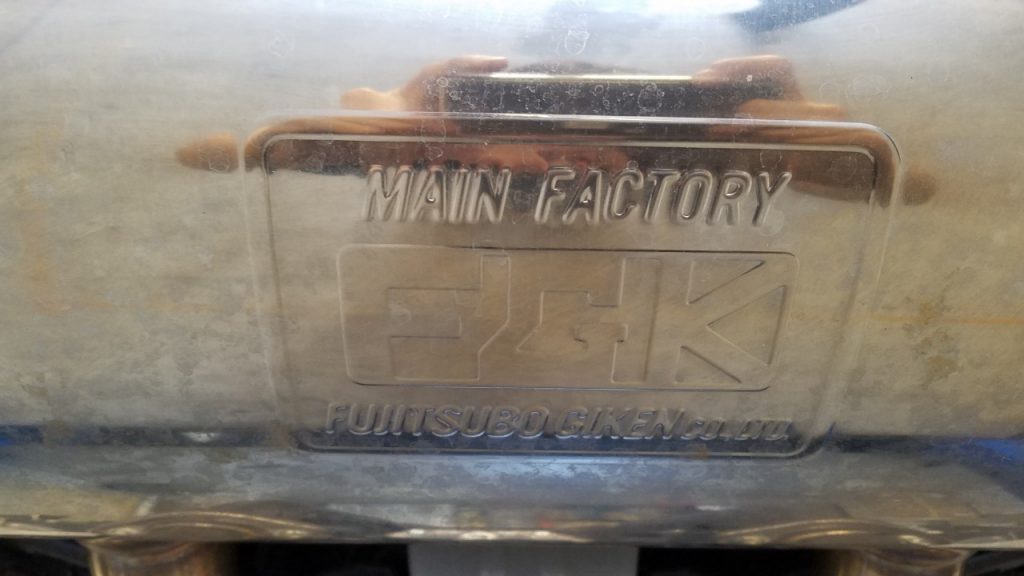 MAIN FACTORY
FGK
FUJITSUBO GIKEN CO., LTD.